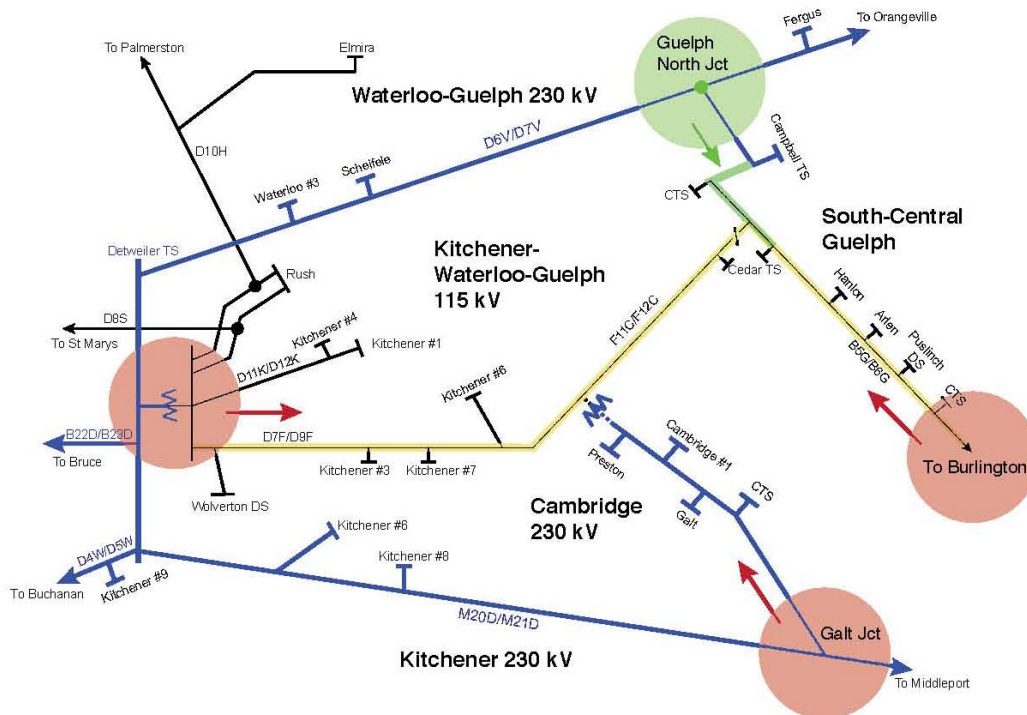 Fergus
To Orangeville
To Palmerston
Elmira
Guelph
North Jct
Waterloo-Guelph 230 kV
D6V/D7V
Campbell TS
D10H
Scheifele
Waterloo #3
CTS
South-Central
Guelph
Detweiler TS
Kitchener-
Waterloo-Guelph
115 kV
Rush
Cedar TS
Hanlon
Arlen
Puslinch
DS
CTS
B5G/B6G
D8S
To St Marys
F11C/F12C
Kitchener #4
Kitchener #1
D11K/D12K
Kitchener #6
B22D/B23D
To Bruce
D7F/D9F
Kitchener #3
Kitchener #7
Cambridge #1
Preston
Galt
CTS
To Burlington
Wolverton DS
Cambridge
230 kV
Kitchener #6
Kitchener #8
D4W/D5W
To Buchanan
Kitchener #9
M20D/M21D
Galt Jct
Kitchener 230 kV
To Middleport